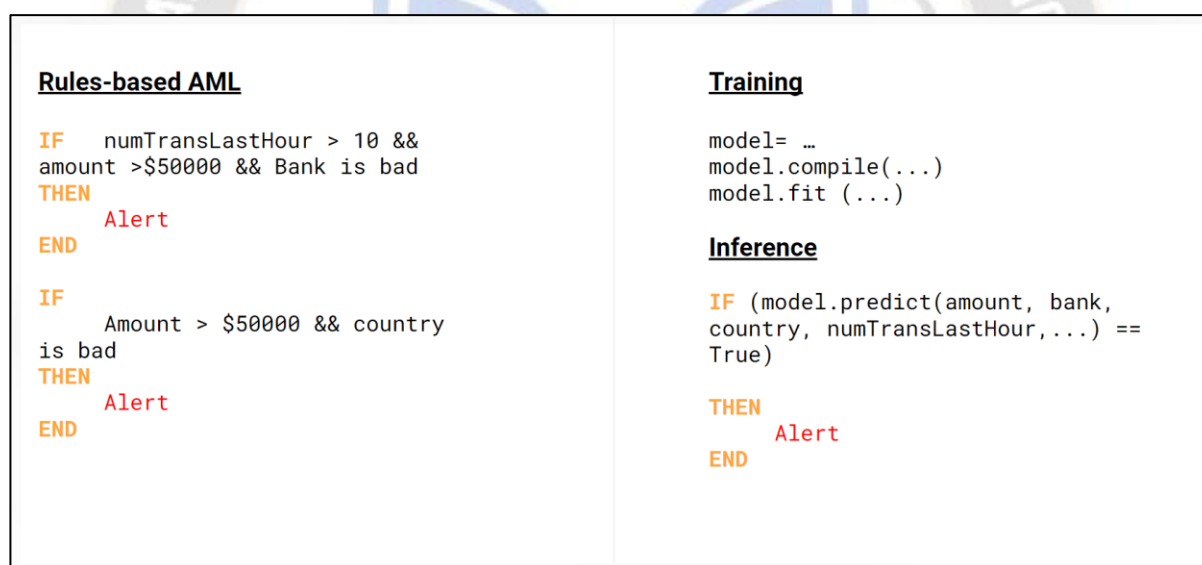 Rules-based AML
IF numTransLastHour > 10 &&
amount >$50000 && Bank is bad
THEN
Alert
END
IF
Amount > $50000 && country
is bad
THEN
Alert
END
Training
model= …
model.compile(...)
model.fit (...)
Inference
IF (model.predict(amount, bank,
country, numTransLastHour,...) ==
True)
THEN
Alert
END